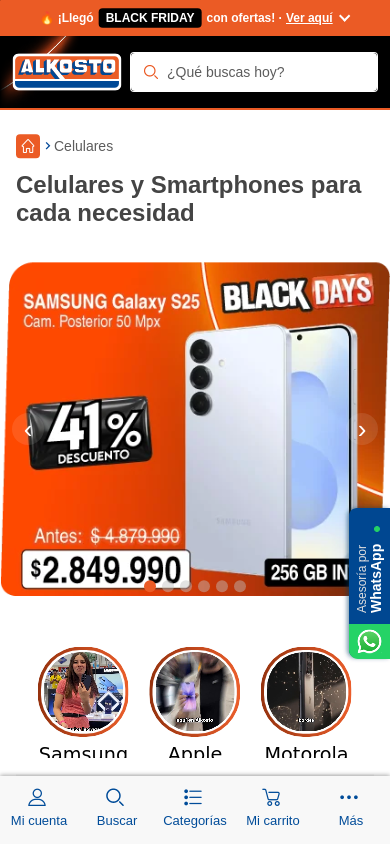 🔥 ¡Llegó BLACK FRIDAY con ofertas! · Ver aquí
ALKOSTO
¿Qué buscas hoy?
Celulares
Celulares y Smartphones para
cada necesidad
SAMSUNG Galaxy S25
Cam. Posterior 50 Mpx
BLACK DAYS
41%
DESCUENTO
SAMSUNG
Antes: $ 4.879.990
$2.849.990
256 GB IN
Asesoría por
WhatsApp
Samsung
Apple
Motorola
Mi cuenta
Buscar
Categorías
Mi carrito
Más